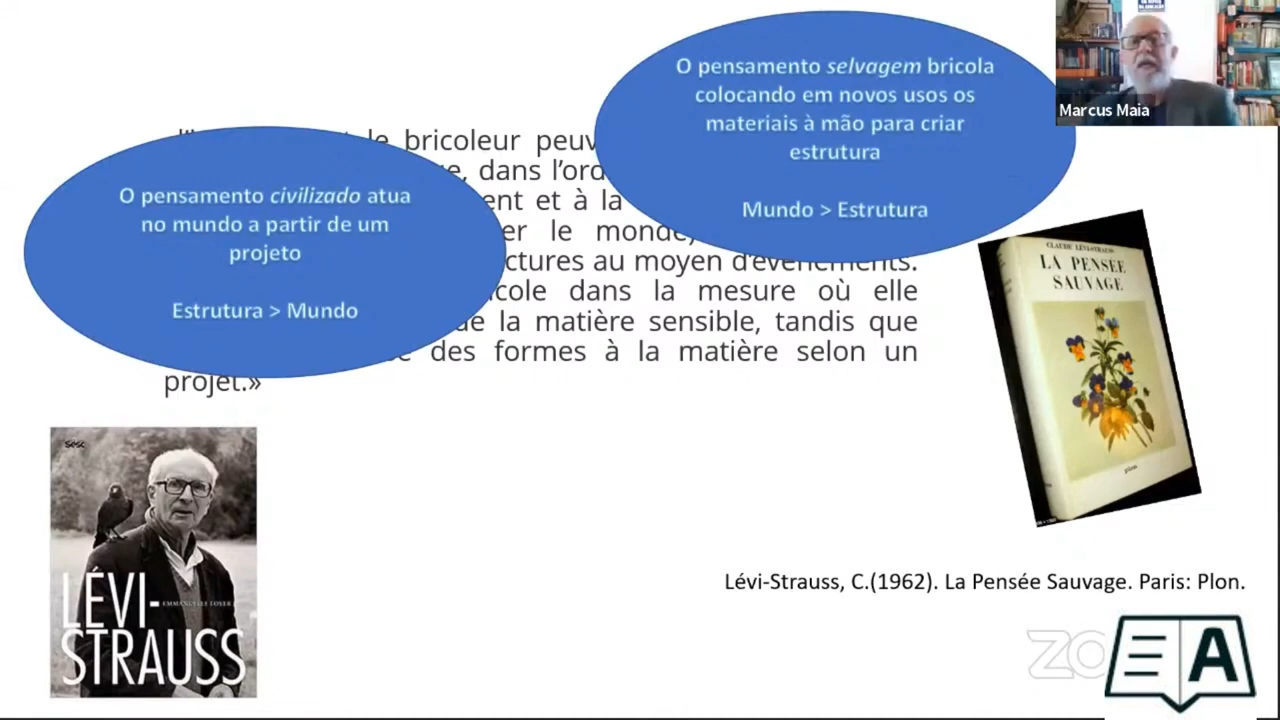 O pensamento selvagem bricola
colocando em novos usos os
materiais à mão para criar
estrutura
Mundo > Estrutura
Marcus Maia
O pensamento civilizado atua
no mundo a partir de um
projeto
Estrutura > Mundo
le bricoleur
dans l'ord
ent et à la
er le monde,
ctures au moyen d'événements.
cole dans la mesure où elle
de la matière sensible, tandis que
des formes à la matière selon un
projet.»
CLAUDE LÉVI-STRAUSS
LA PENSÉE
SAUVAGE
plon
sesc
LÉVI-
EMMANUELLE LOYER
STRAUSS
Lévi-Strauss, C.(1962). La Pensée Sauvage. Paris: Plon.
ZO
A